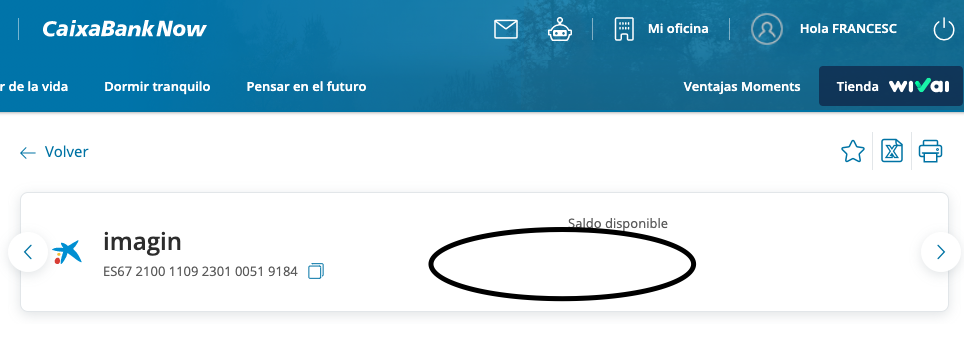 CaixaBankNow
Mi oficina
Hola FRANCESC
r de la vida
Dormir tranquilo
Pensar en el futuro
Ventajas Moments
Tienda wivai
Volver
Saldo disponible
imagin
ES67 2100 1109 2301 0051 9184